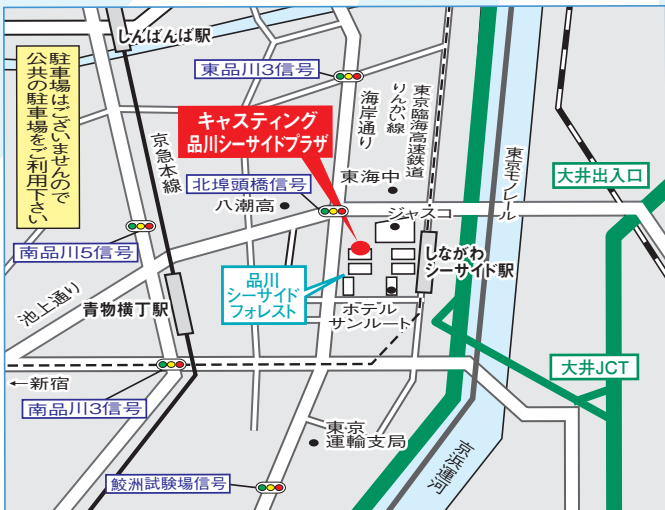 しんばんば駅
駐車場はございませんので
公共の駐車場をご利用下さい
東品川3信号
キャスティング
品川シーサイドプラザ
京急本線
海岸通り
東京臨海高速鉄道
りんかい線
東京モノレール
大井出入口
東海中
北埠頭橋信号
八潮高
ジャスコ
南品川5信号
しながわ
シーサイド駅
品川
シーサイド
フォレスト
池上通り
青物横丁駅
ホテル
サンルート
大井JCT
←新宿
南品川3信号
東京
運輸支局
京浜運河
鮫洲試験場信号